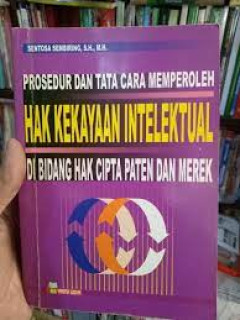 SENTOSA SEMBIRING, S.H., M.H.
PROSEDUR DAN TATA CARA MEMPEROLEH
HAK KEKAYAAN INTELEKTUAL
DI BIDANG HAK CIPTA PATEN DAN MEREK